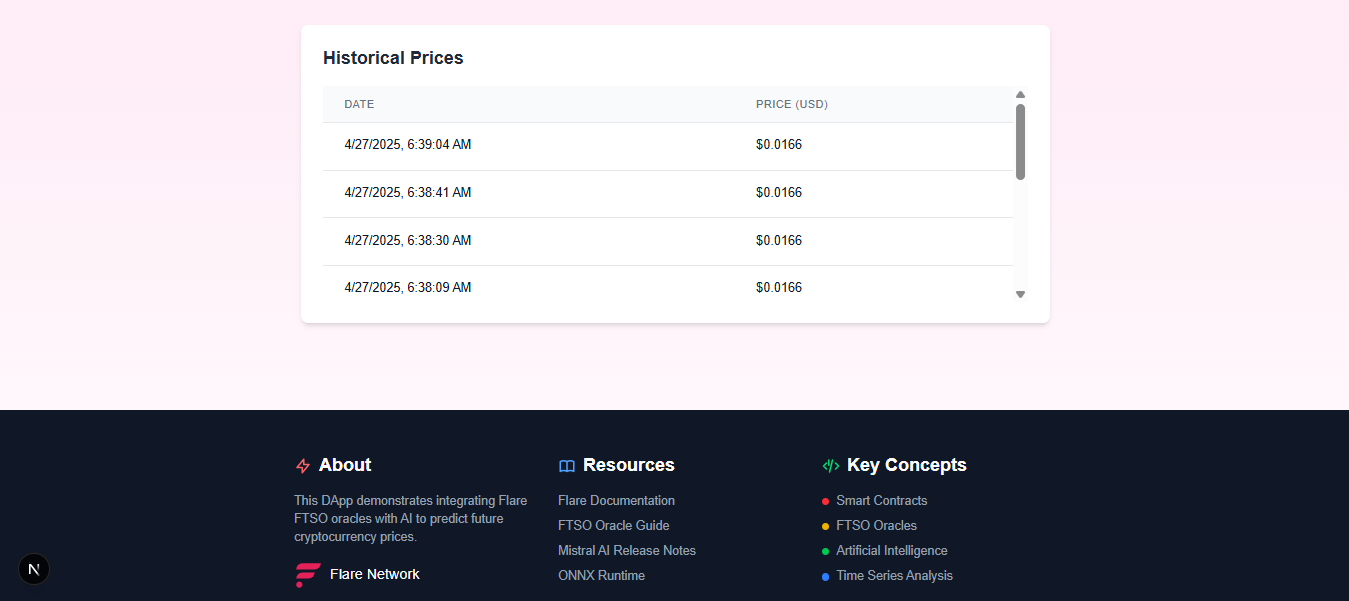 Historical Prices
DATE PRICE (USD)
4/27/2025, 6:39:04 AM $0.0166
4/27/2025, 6:38:41 AM $0.0166
4/27/2025, 6:38:30 AM $0.0166
4/27/2025, 6:38:09 AM $0.0166
About
This DApp demonstrates integrating Flare
FTSO oracles with AI to predict future
cryptocurrency prices.
Flare Network
Resources
Flare Documentation
FTSO Oracle Guide
Mistral AI Release Notes
ONNX Runtime
Key Concepts
Smart Contracts
FTSO Oracles
Artificial Intelligence
Time Series Analysis
N